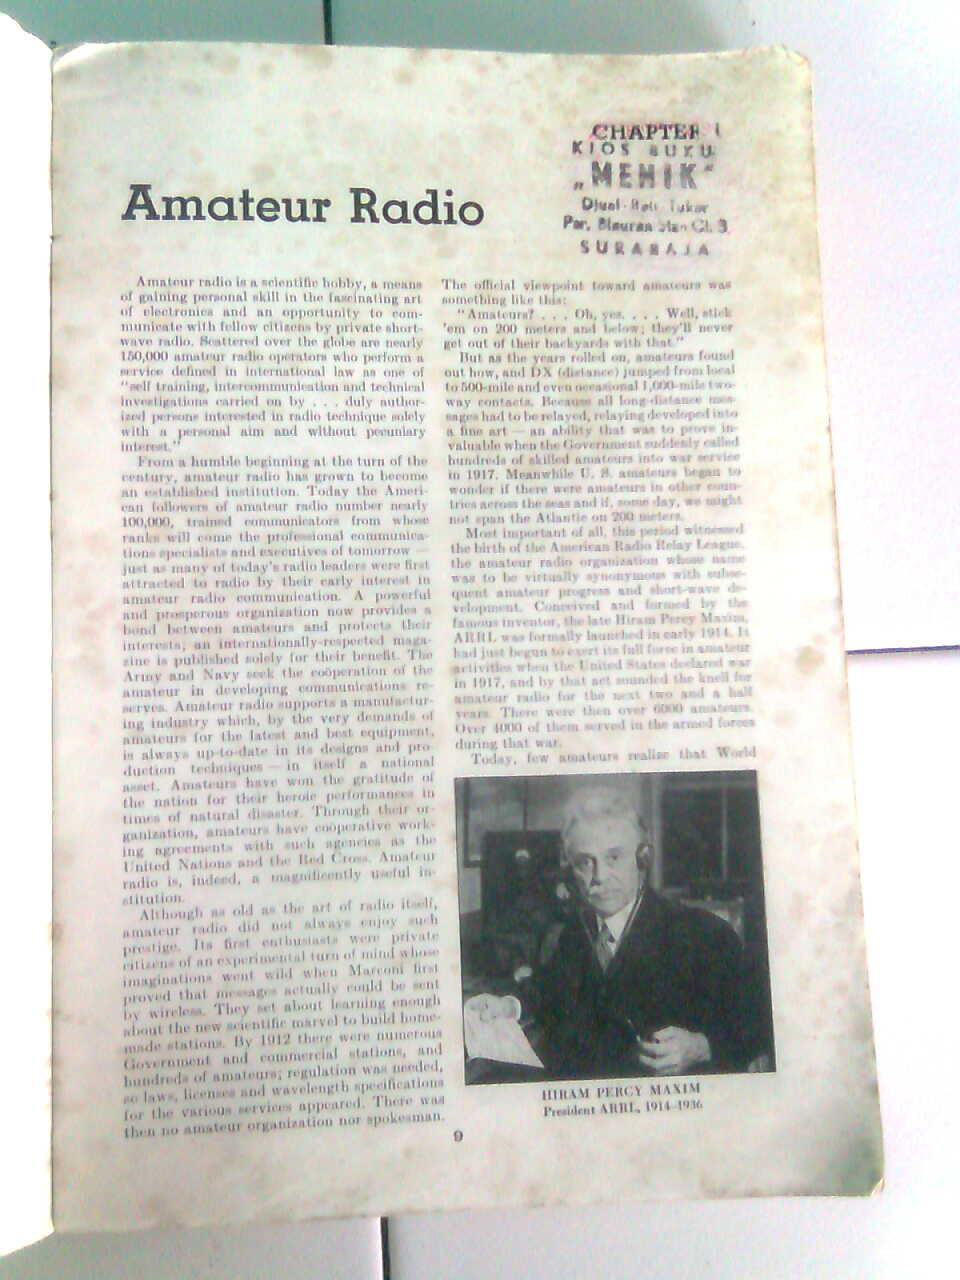 CHAPTER 1
KIOS BUKU
„MENIK"
Djual - Beli - Tukar
Par. Blauran Stan Gl. 3
SURABAJA
Amateur Radio
Amateur radio is a scientific hobby, a means
of gaining personal skill in the fascinating art
of electronics and an opportunity to com-
municate with fellow citizens by private short-
wave radio. Scattered over the globe are nearly
150,000 amateur radio operators who perform a
service defined in international law as one of
"self training, intercommunication and technical
investigations carried on by . . . duly author-
ized persons interested in radio technique solely
with a personal aim and without pecuniary
interest."
From a humble beginning at the turn of the
century, amateur radio has grown to become
an established institution. Today the Ameri-
can followers of amateur radio number nearly
100,000, trained communicators from whose
ranks will come the professional communica-
tions specialists and executives of tomorrow —
just as many of today's radio leaders were first
attracted to radio by their early interest in
amateur radio communication. A powerful
and prosperous organization now provides a
bond between amateurs and protects their
interests; an internationally-respected maga-
zine is published solely for their benefit. The
Army and Navy seek the coöperation of the
amateur in developing communications re-
serves. Amateur radio supports a manufactur-
ing industry which, by the very demands of
amateurs for the latest and best equipment,
is always up-to-date in its designs and pro-
duction techniques — in itself a national
asset. Amateurs have won the gratitude of
the nation for their heroic performances in
times of natural disaster. Through their or-
ganization, amateurs have coöperative work-
ing agreements with such agencies as the
United Nations and the Red Cross. Amateur
radio is, indeed, a magnificently useful in-
stitution.
Although as old as the art of radio itself,
amateur radio did not always enjoy such
prestige. Its first enthusiasts were private
citizens of an experimental turn of mind whose
imaginations went wild when Marconi first
proved that messages actually could be sent
by wireless. They set about learning enough
about the new scientific marvel to build home-
made stations. By 1912 there were numerous
Government and commercial stations, and
hundreds of amateurs; regulation was needed,
so laws, licenses and wavelength specifications
for the various services appeared. There was
then no amateur organization nor spokesman.
The official viewpoint toward amateurs was
something like this:
"Amateurs? . . . Oh, yes. . . . Well, stick
'em on 200 meters and below; they'll never
get out of their backyards with that."
But as the years rolled on, amateurs found
out how, and DX (distance) jumped from local
to 500-mile and even occasional 1,000-mile two-
way contacts. Because all long-distance mes-
sages had to be relayed, relaying developed into
a fine art — an ability that was to prove in-
valuable when the Government suddenly called
hundreds of skilled amateurs into war service
in 1917. Meanwhile U. S. amateurs began to
wonder if there were amateurs in other coun-
tries across the seas and if, some day, we might
not span the Atlantic on 200 meters.
Most important of all, this period witnessed
the birth of the American Radio Relay League,
the amateur radio organization whose name
was to be virtually synonymous with subse-
quent amateur progress and short-wave de-
velopment. Conceived and formed by the
famous inventor, the late Hiram Percy Maxim,
ARRL was formally launched in early 1914. It
had just begun to exert its full force in amateur
activities when the United States declared war
in 1917, and by that act sounded the knell for
amateur radio for the next two and a half
years. There were then over 6000 amateurs.
Over 4000 of them served in the armed forces
during that war.
Today, few amateurs realize that World
HIRAM PERCY MAXIM
President ARRL, 1914–1936
9